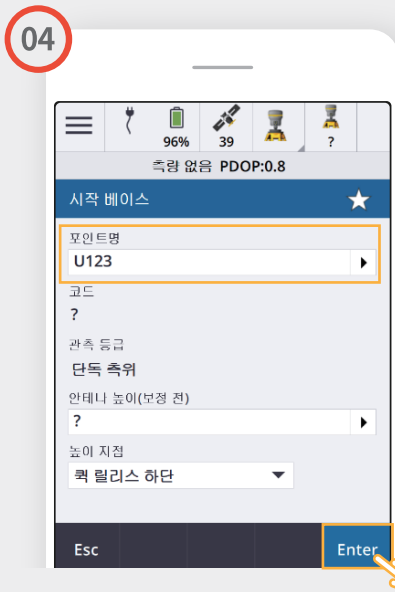 04
96%
39
?
측량 없음 PDOP:0.8
시작 베이스
포인트명
U123
코드
?
관측 등급
단독 측위
안테나 높이(보정 전)
?
높이 지점
퀵 릴리스 하단
Esc
Enter